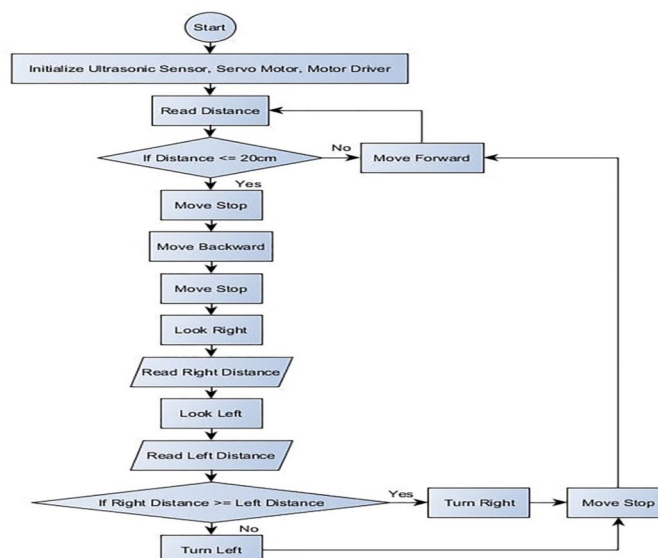 Start
Initialize Ultrasonic Sensor, Servo Motor, Motor Driver
Read Distance
If Distance <= 20cm
No
Move Forward
Yes
Move Stop
Move Backward
Move Stop
Look Right
Read Right Distance
Look Left
Read Left Distance
If Right Distance >= Left Distance
Yes
Turn Right
Move Stop
No
Turn Left